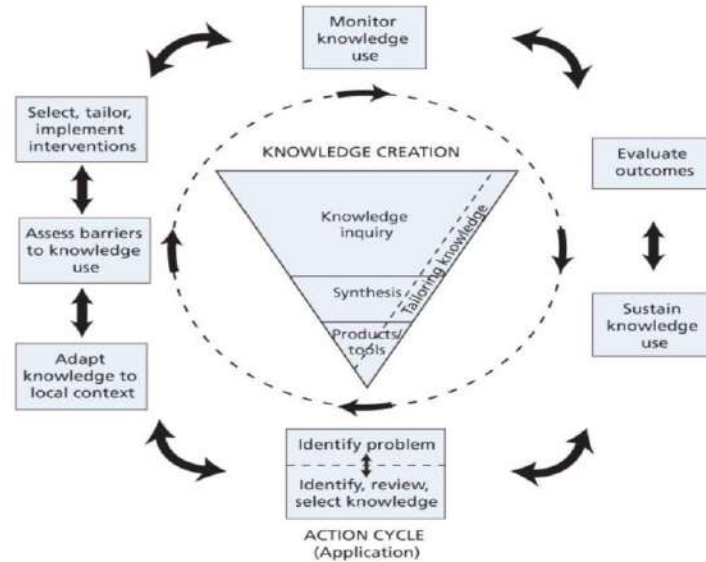 Monitor
knowledge
use
Select, tailor,
implement
interventions
KNOWLEDGE CREATION
Evaluate
outcomes
Knowledge
inquiry
Tailoring knowledge
Assess barriers
to knowledge
use
Synthesis
Products/
tools
Sustain
knowledge
use
Adapt
knowledge to
local context
Identify problem
Identify, review,
select knowledge
ACTION CYCLE
(Application)